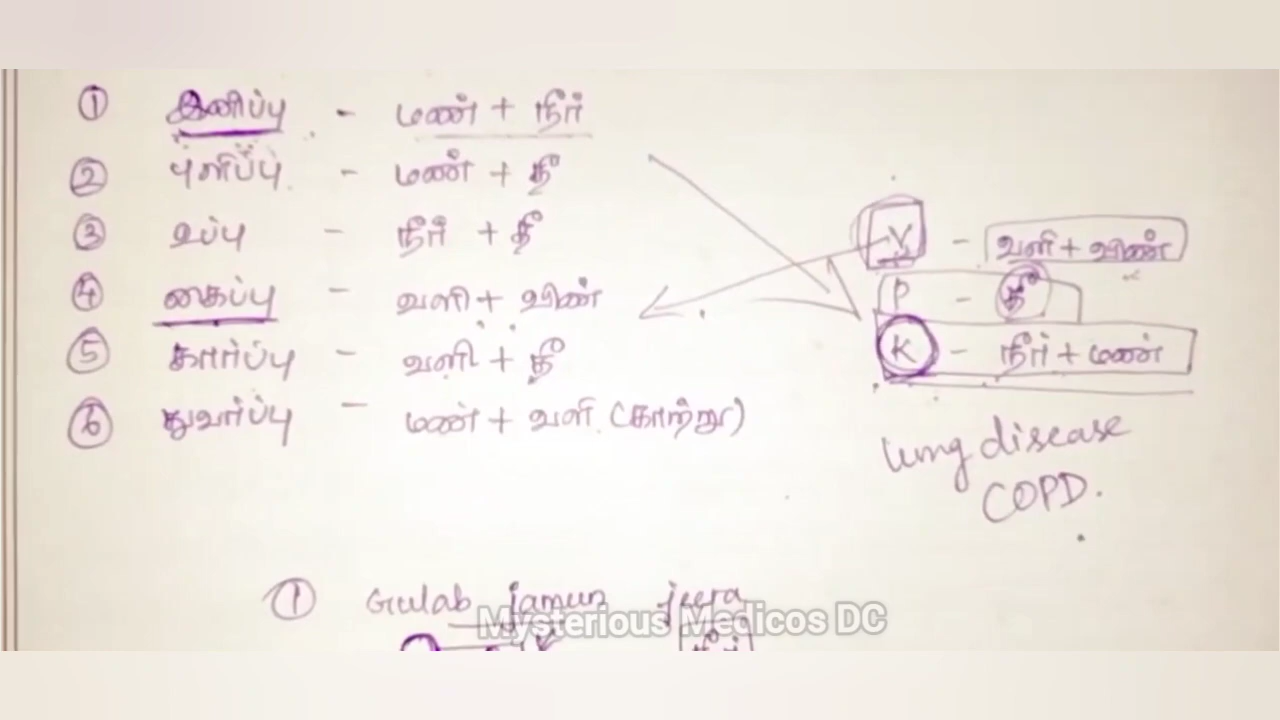 ① இனிப்பு - மண் + நீர்
② புளிப்பு - மண் + தீ
③ உப்பு - நீர் + தீ
④ கைப்பு - வளி + விண்
⑤ கார்ப்பு - வளி + தீ
⑥ துவர்ப்பு - மண் + வளி (காற்று)
V - வளி + விண்
P - தீ
K - நீர் + மண்
lung disease
COPD.
① Gulab jamun jeera
Mysterious Medicos DC